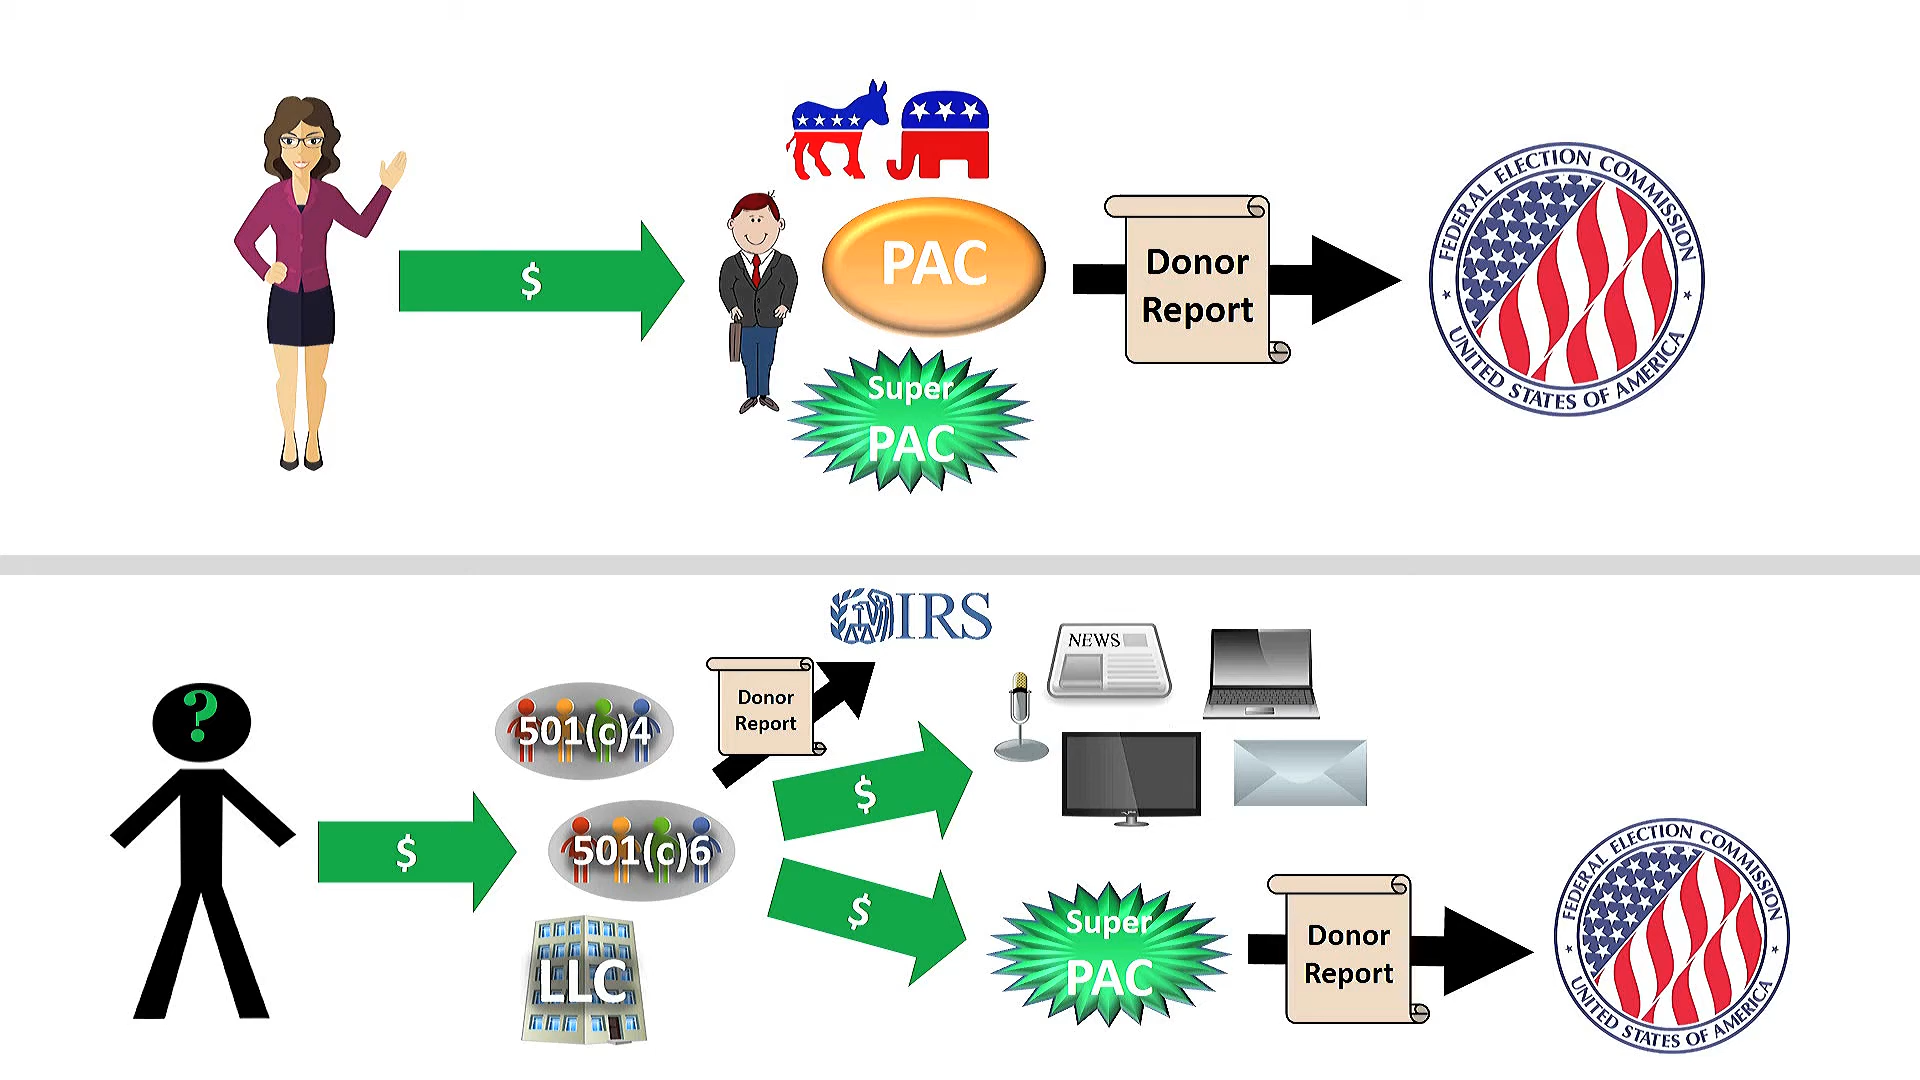 $
PAC
Super
PAC
Donor
Report
FEDERAL ELECTION COMMISSION
UNITED STATES OF AMERICA
?
$
501(c)4
501(c)6
LLC
Donor
Report
IRS
$
$
NEWS
Super
PAC
Donor
Report
FEDERAL ELECTION COMMISSION
UNITED STATES OF AMERICA